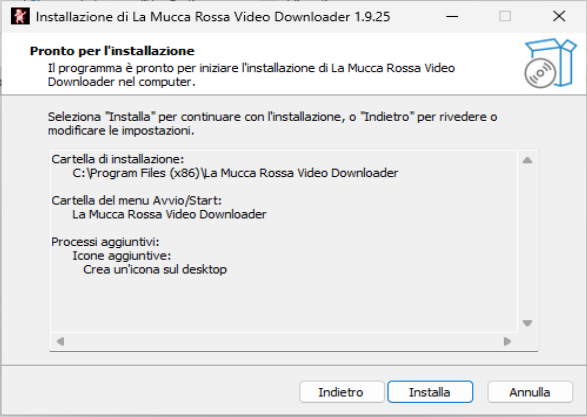 Installazione di La Mucca Rossa Video Downloader 1.9.25
Pronto per l'installazione
Il programma è pronto per iniziare l'installazione di La Mucca Rossa Video
Downloader nel computer.
Seleziona "Installa" per continuare con l'installazione, o "Indietro" per rivedere o
modificare le impostazioni.
Cartella di installazione:
C:\Program Files (x86)\La Mucca Rossa Video Downloader
Cartella del menu Avvio/Start:
La Mucca Rossa Video Downloader
Processi aggiuntivi:
Icone aggiuntive:
Crea un'icona sul desktop
Indietro
Installa
Annulla